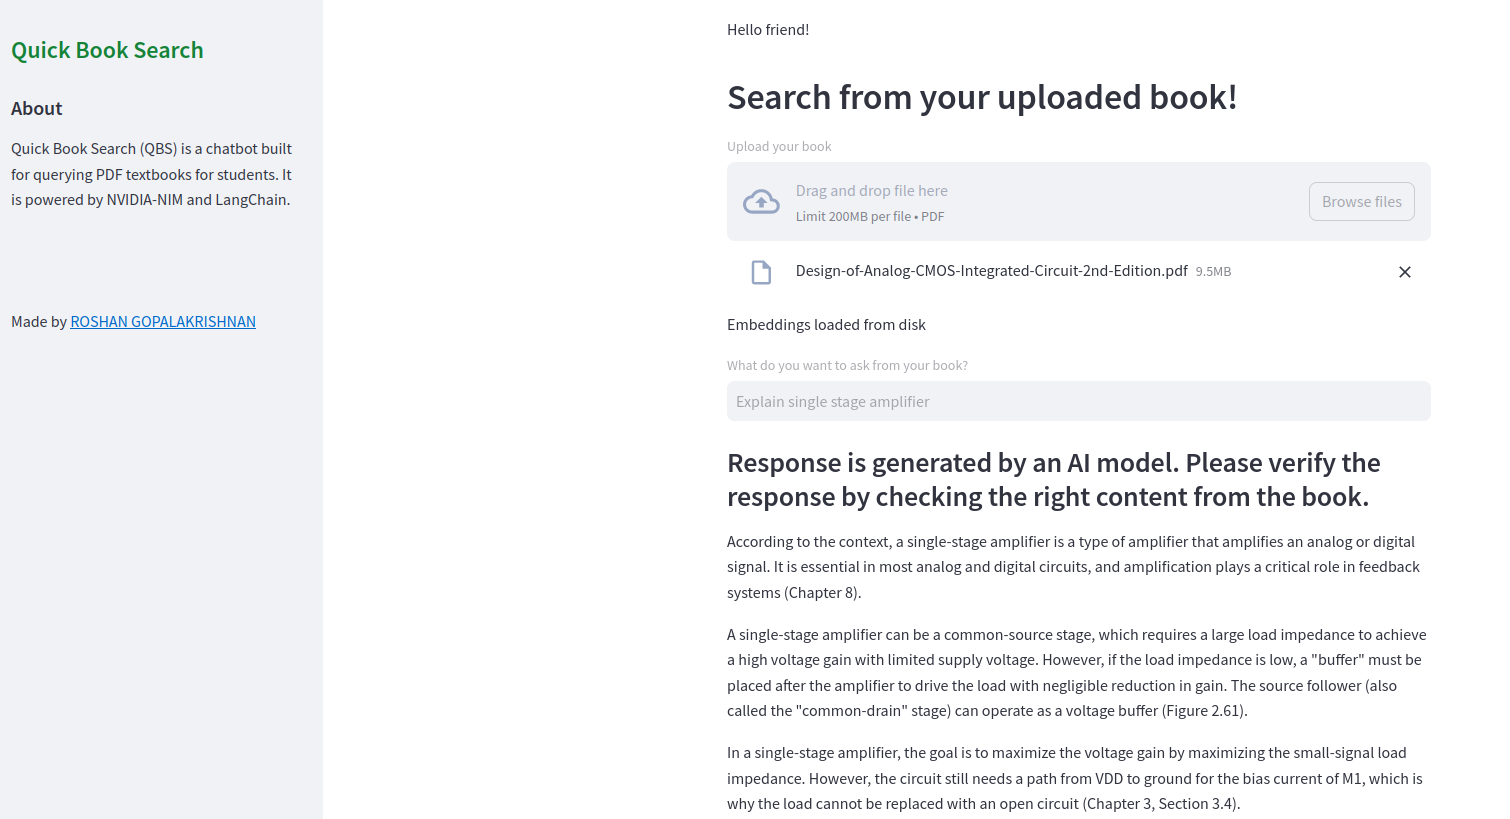 Quick Book Search
About
Quick Book Search (QBS) is a chatbot built
for querying PDF textbooks for students. It
is powered by NVIDIA-NIM and LangChain.
Made by ROSHAN GOPALAKRISHNAN
Hello friend!
Search from your uploaded book!
Upload your book
Drag and drop file here
Limit 200MB per file • PDF
Browse files
Design-of-Analog-CMOS-Integrated-Circuit-2nd-Edition.pdf 9.5MB
Embeddings loaded from disk
What do you want to ask from your book?
Explain single stage amplifier
Response is generated by an AI model. Please verify the
response by checking the right content from the book.
According to the context, a single-stage amplifier is a type of amplifier that amplifies an analog or digital
signal. It is essential in most analog and digital circuits, and amplification plays a critical role in feedback
systems (Chapter 8).
A single-stage amplifier can be a common-source stage, which requires a large load impedance to achieve
a high voltage gain with limited supply voltage. However, if the load impedance is low, a "buffer" must be
placed after the amplifier to drive the load with negligible reduction in gain. The source follower (also
called the "common-drain" stage) can operate as a voltage buffer (Figure 2.61).
In a single-stage amplifier, the goal is to maximize the voltage gain by maximizing the small-signal load
impedance. However, the circuit still needs a path from VDD to ground for the bias current of M1, which is
why the load cannot be replaced with an open circuit (Chapter 3, Section 3.4).